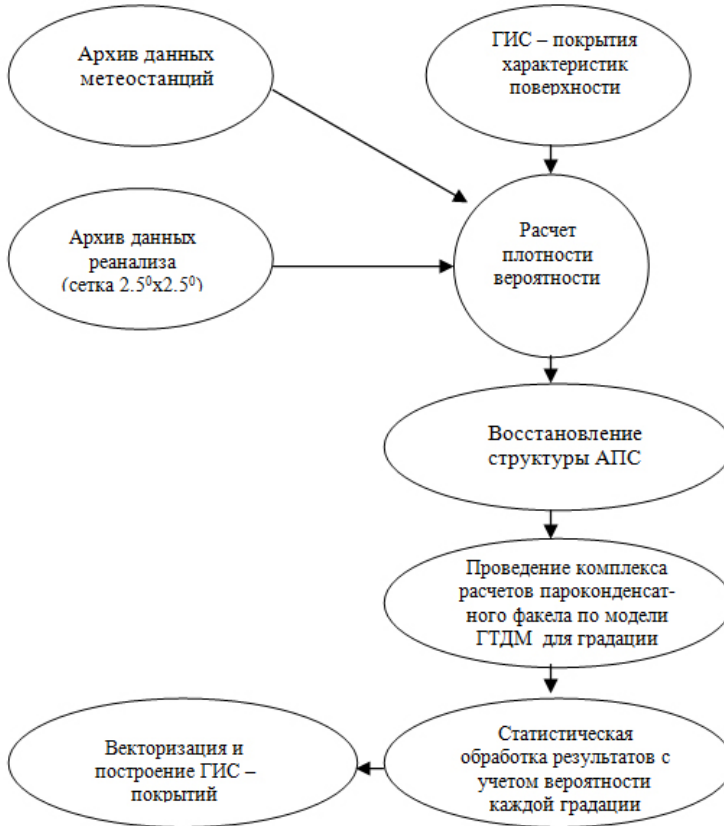 Архив данных
метеостанций
ГИС – покрытия
характеристик
поверхности
Архив данных
реанализа
(сетка 2.5⁰х2.5⁰)
Расчет
плотности
вероятности
Восстановление
структуры АПС
Проведение комплекса
расчетов пароконденсат-
ного факела по модели
ГТДМ для градации
Статистическая
обработка результатов с
учетом вероятности
каждой градации
Векторизация и
построение ГИС –
покрытий